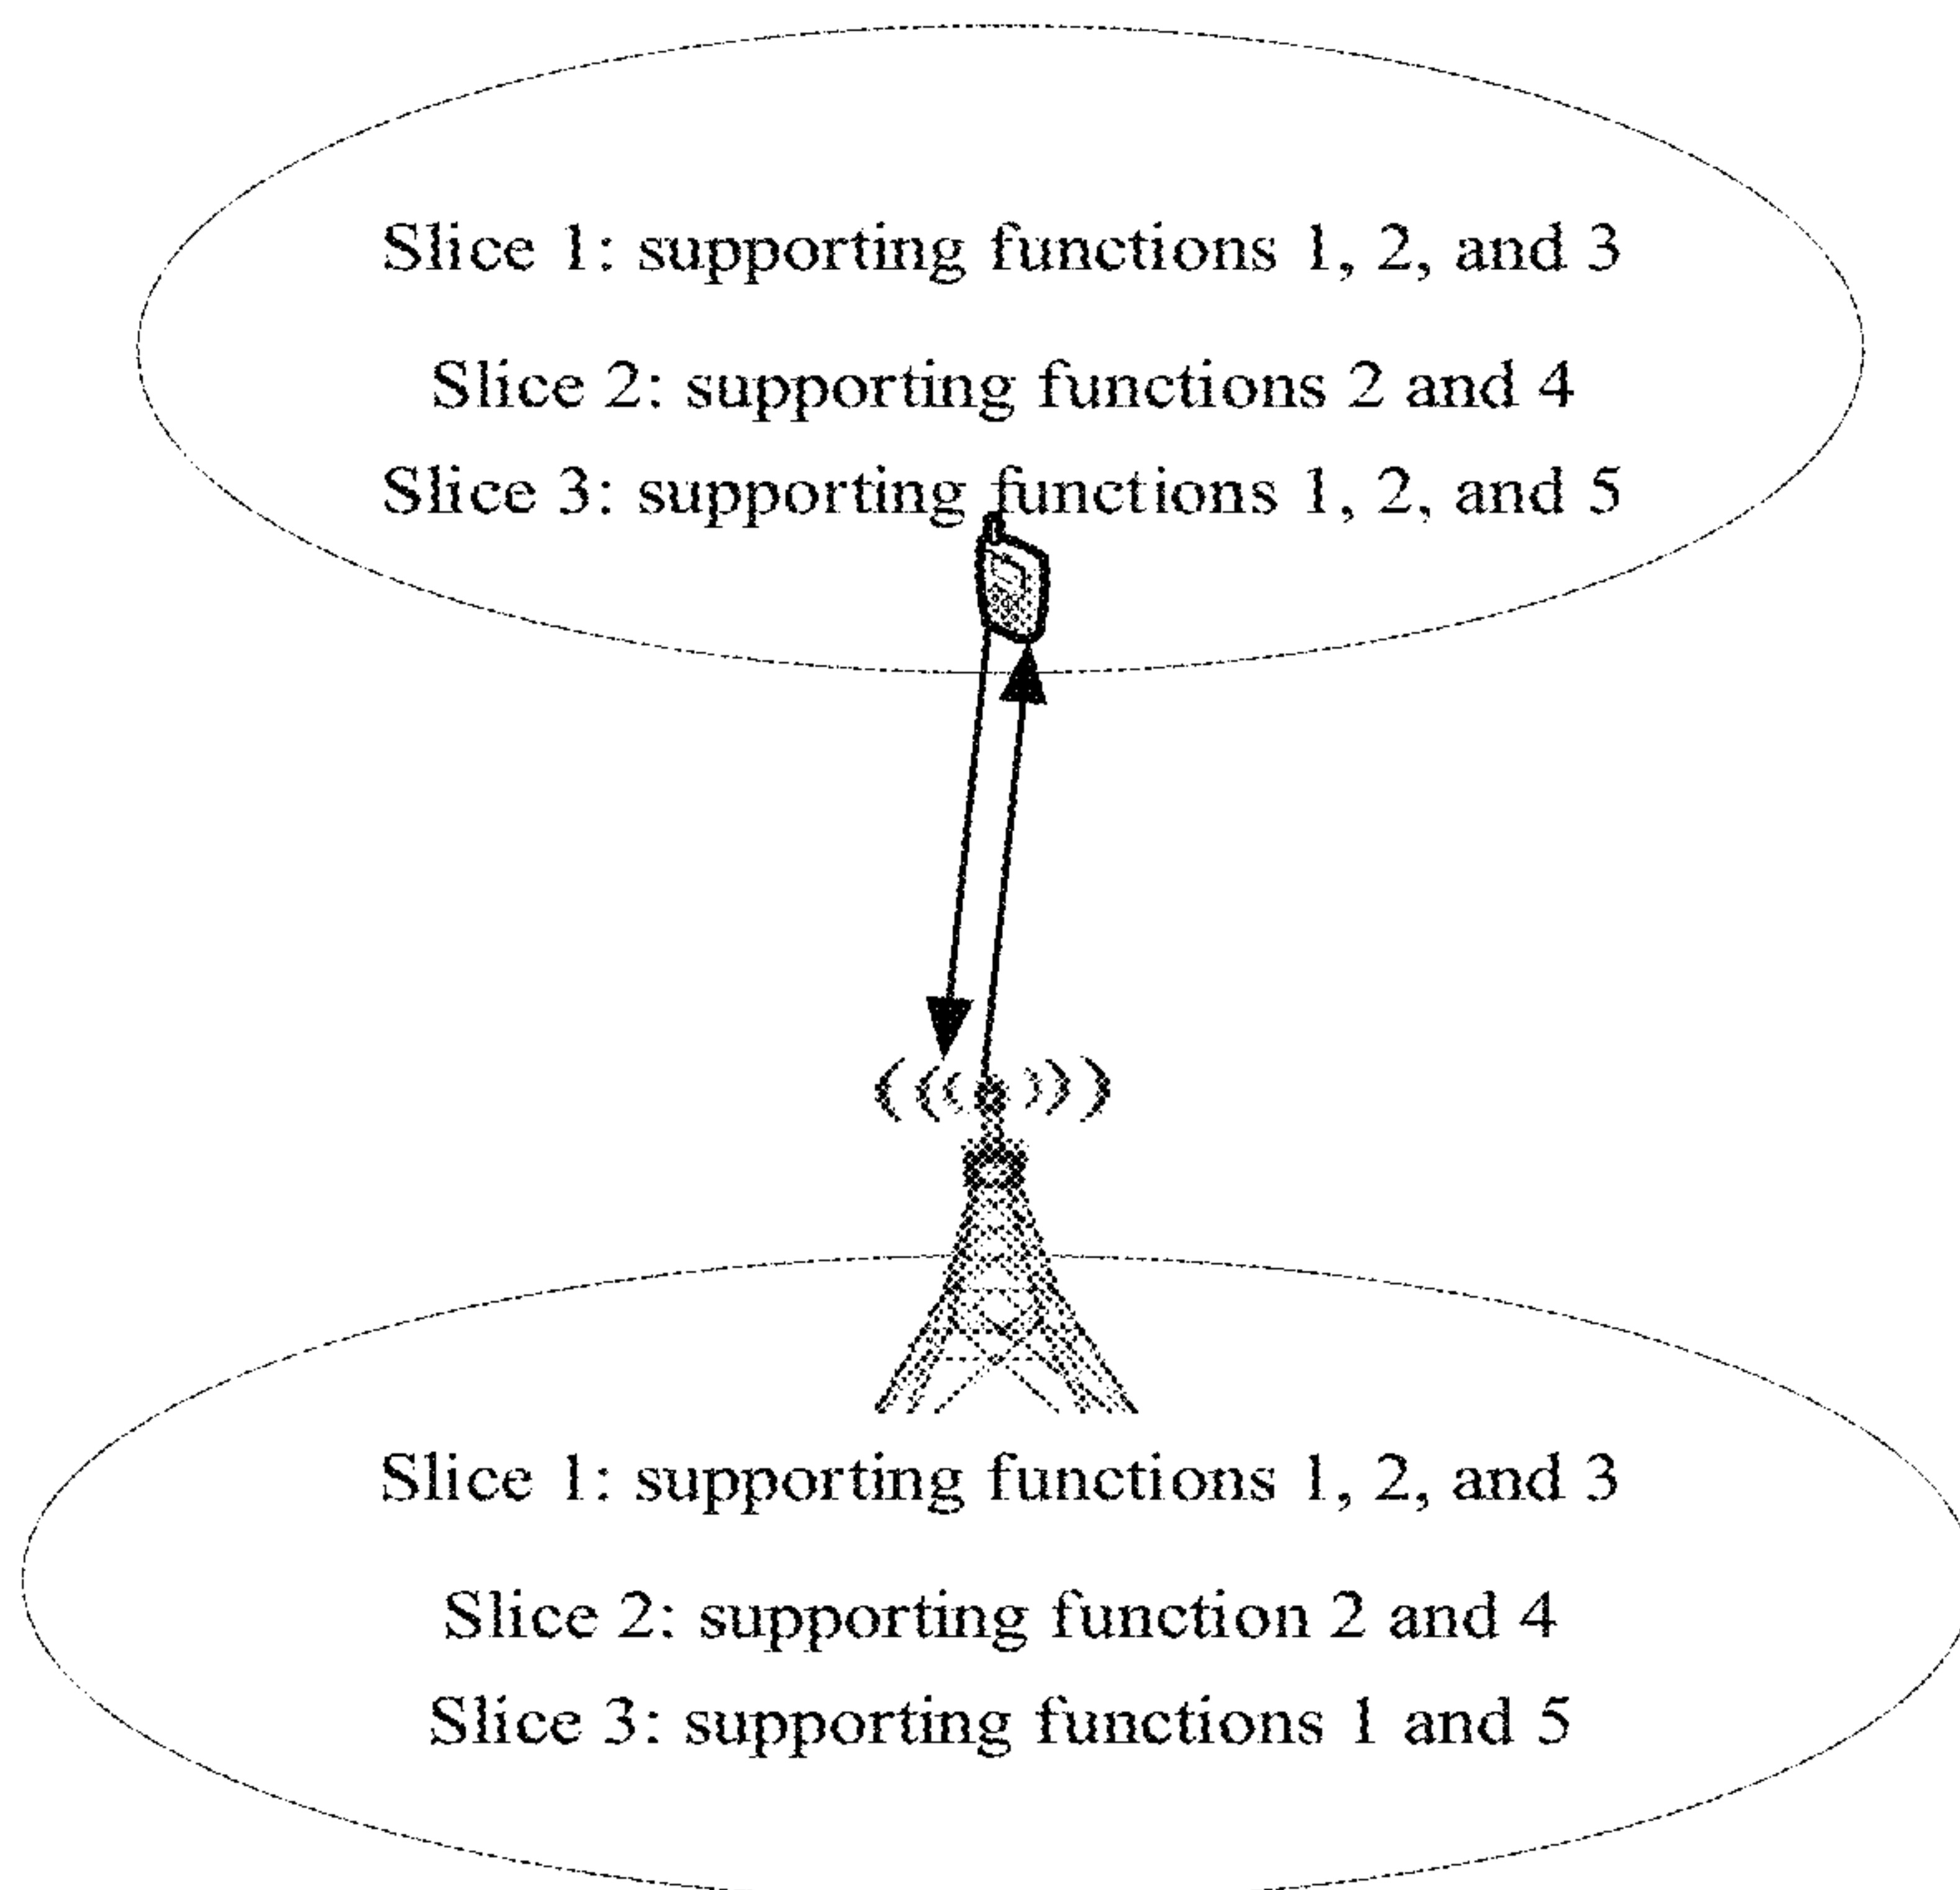 Slice 1: supporting functions 1, 2, and 3
Slice 2: supporting functions 2 and 4
Slice 3: supporting functions 1, 2, and 5
Slice 1: supporting functions 1, 2, and 3
Slice 2: supporting function 2 and 4
Slice 3: supporting functions 1 and 5